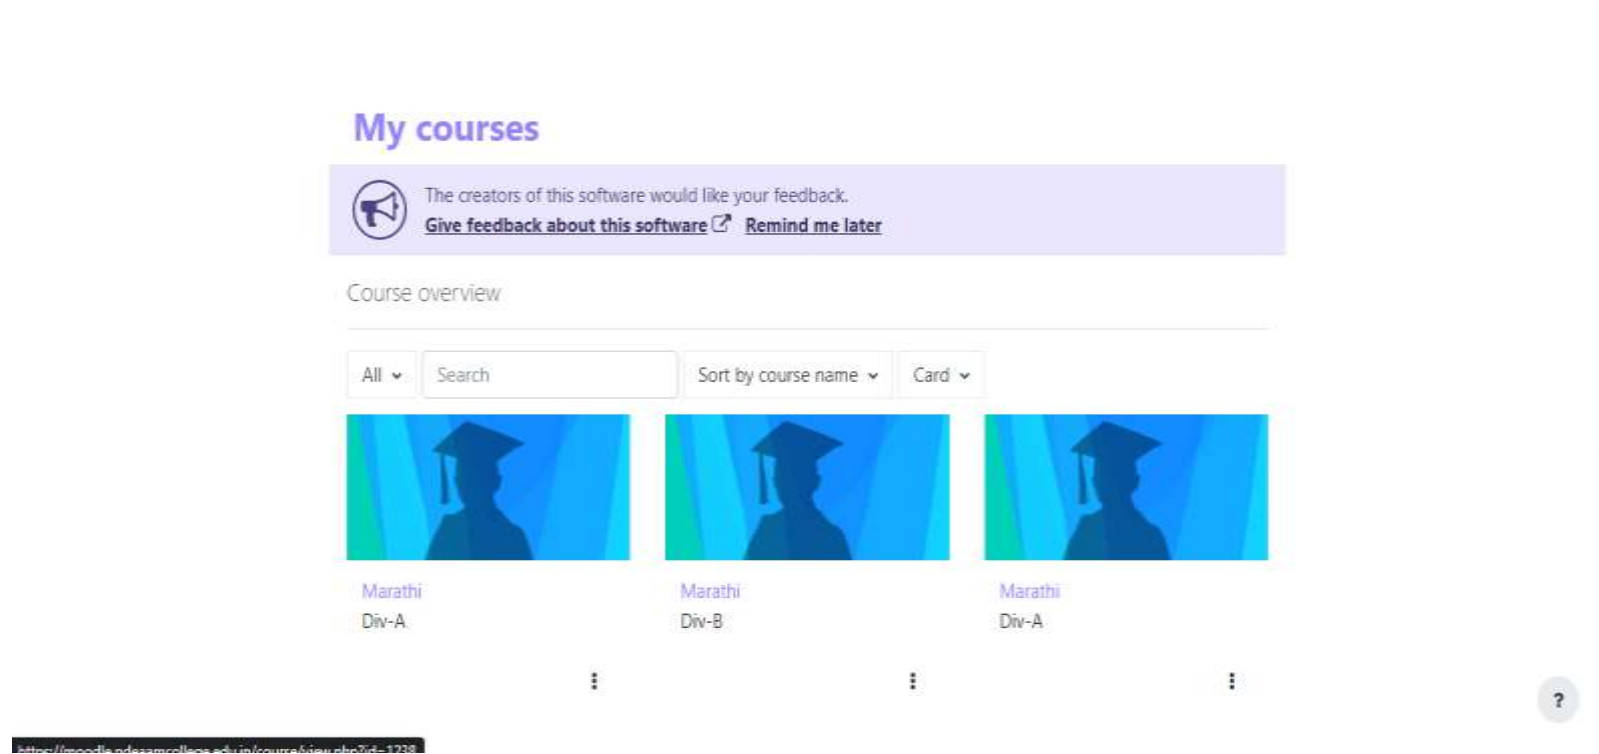 My courses
The creators of this software would like your feedback.
Give feedback about this software Remind me later
Course overview
All Search Sort by course name Card
Marathi Marathi Marathi
Div-A Div-B Div-A
?